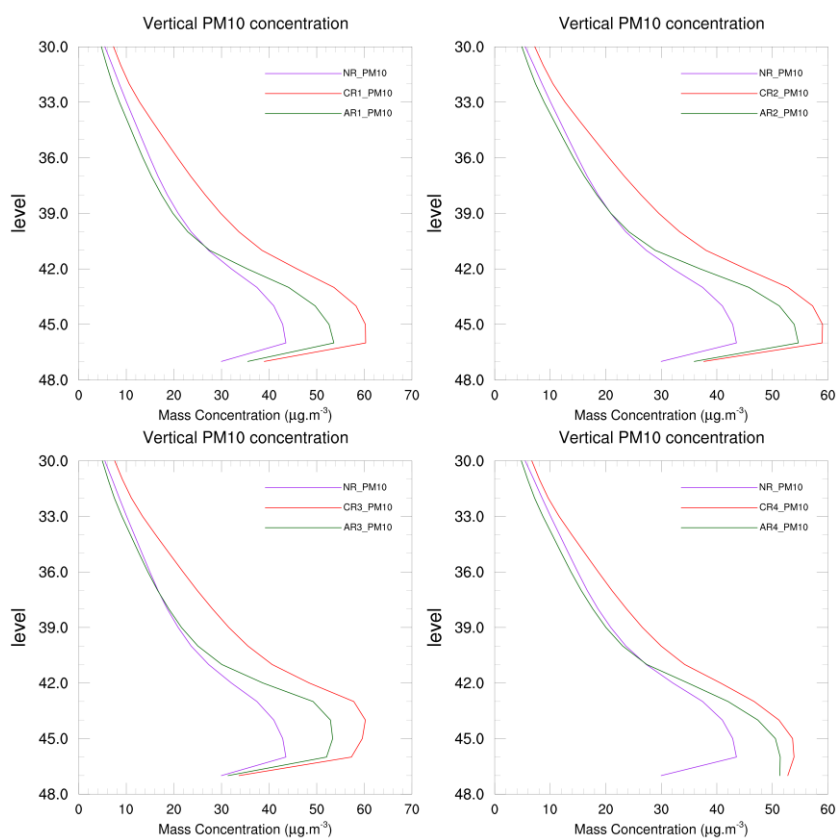 Vertical PM10 concentration
30.0
33.0
36.0
39.0
42.0
45.0
48.0
level
NR_PM10
CR1_PM10
AR1_PM10
0 10 20 30 40 50 60 70
Mass Concentration (µg.m⁻³)
Vertical PM10 concentration
30.0
33.0
36.0
39.0
42.0
45.0
48.0
level
NR_PM10
CR2_PM10
AR2_PM10
0 10 20 30 40 50 60
Mass Concentration (µg.m⁻³)
Vertical PM10 concentration
30.0
33.0
36.0
39.0
42.0
45.0
48.0
level
NR_PM10
CR3_PM10
AR3_PM10
0 10 20 30 40 50 60 70
Mass Concentration (µg.m⁻³)
Vertical PM10 concentration
30.0
33.0
36.0
39.0
42.0
45.0
48.0
level
NR_PM10
CR4_PM10
AR4_PM10
0 10 20 30 40 50 60
Mass Concentration (µg.m⁻³)